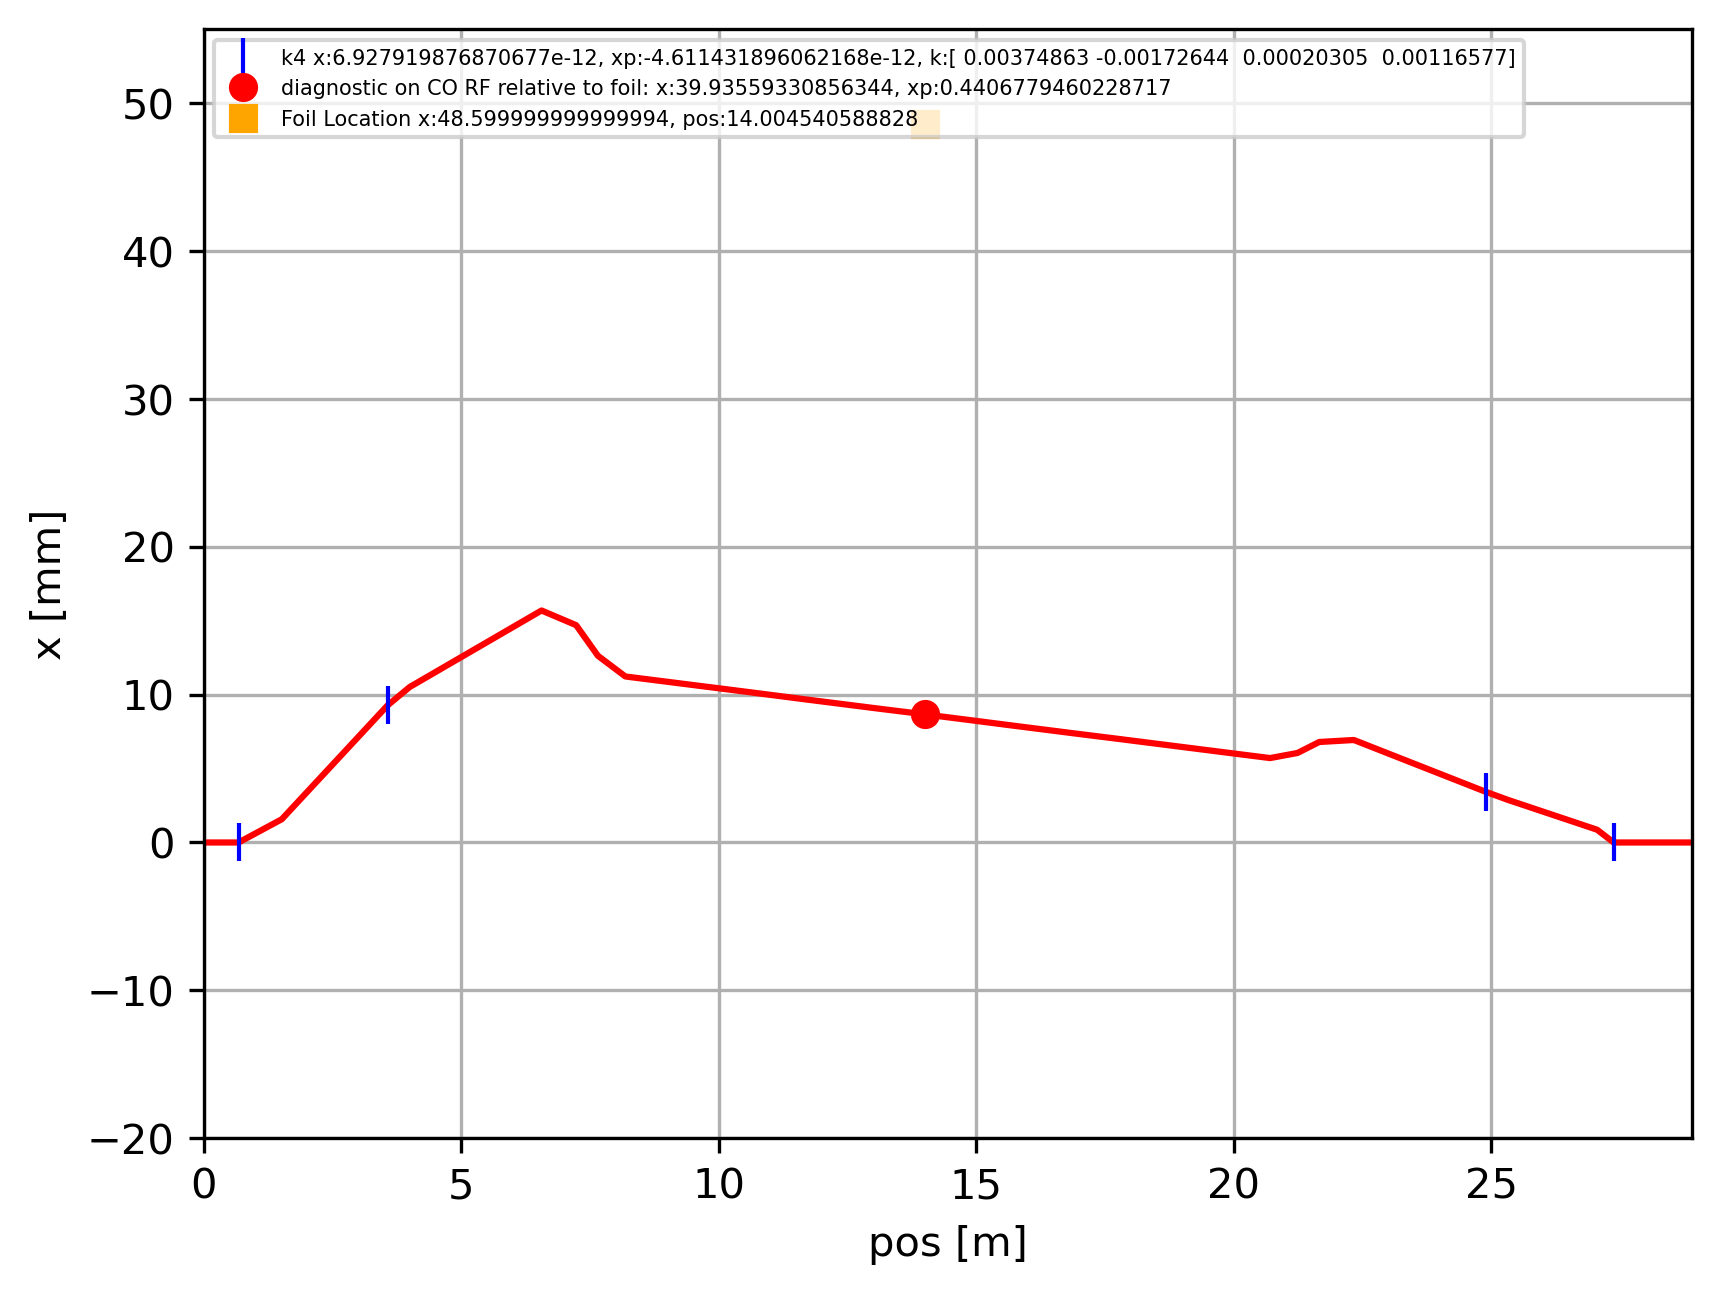 k4 x:6.927919876870677e-12, xp:-4.611431896062168e-12, k:[ 0.00374863 -0.00172644  0.00020305  0.00116577]
diagnostic on CO RF relative to foil: x:39.93559330856344, xp:0.4406779460228717
Foil Location x:48.599999999999994, pos:14.004540588828
50
40
30
20
10
0
−10
−20
x [mm]
0 5 10 15 20 25
pos [m]